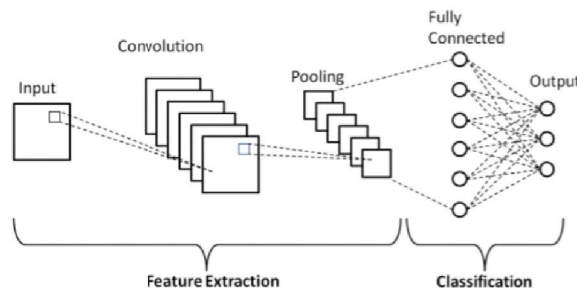 Fully
Connected
Convolution
Pooling
Output
Input
Feature Extraction
Classification